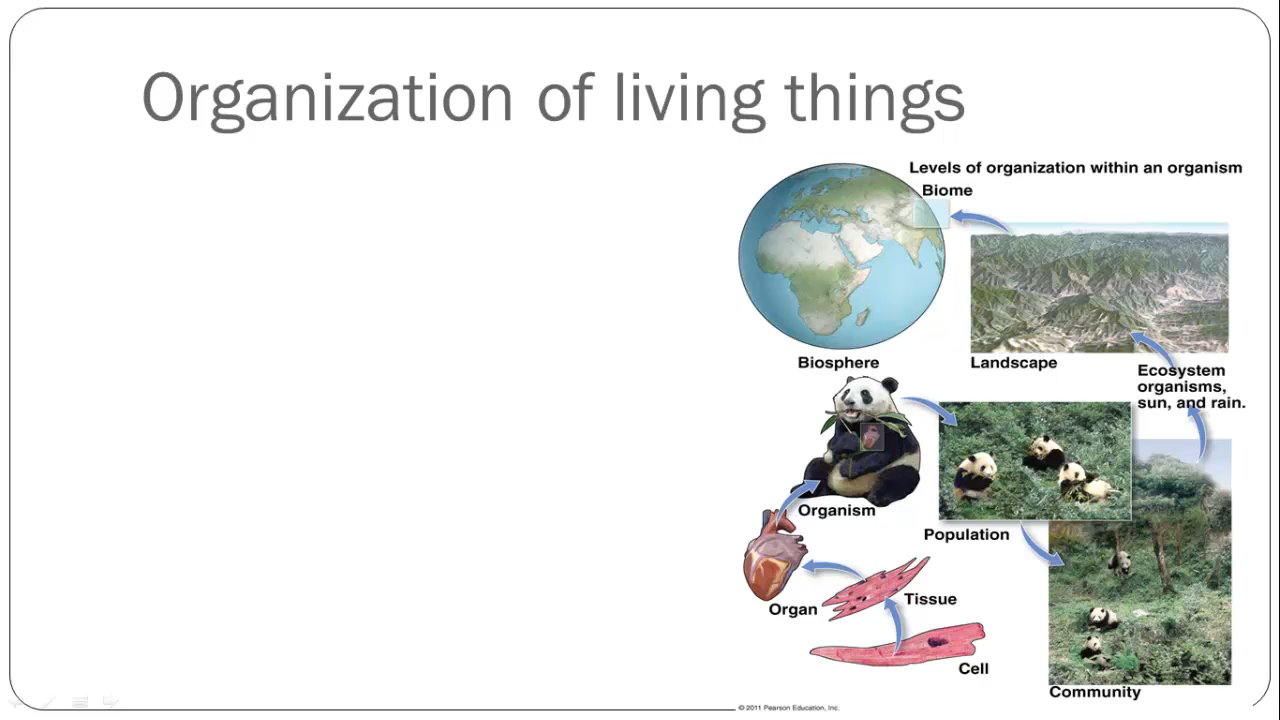 Organization of living things
Levels of organization within an organism
Biome
Biosphere
Landscape
Ecosystem
organisms,
sun, and rain.
Organism
Population
Organ
Tissue
Cell
Community
© 2011 Pearson Education, Inc.